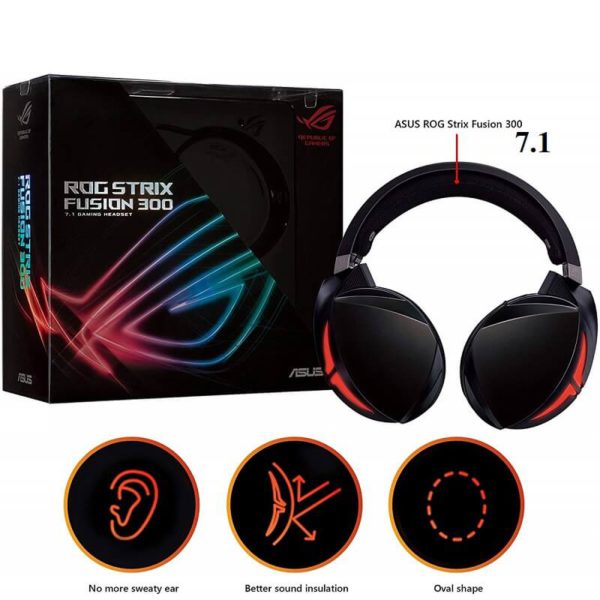 REPUBLIC OF
GAMERS
ROG STRIX
FUSION 300
7.1 GAMING HEADSET
ROG STRIX
FUSION 300
ASUS
ASUS ROG Strix Fusion 300
7.1
No more sweaty ear
Better sound insulation
Oval shape